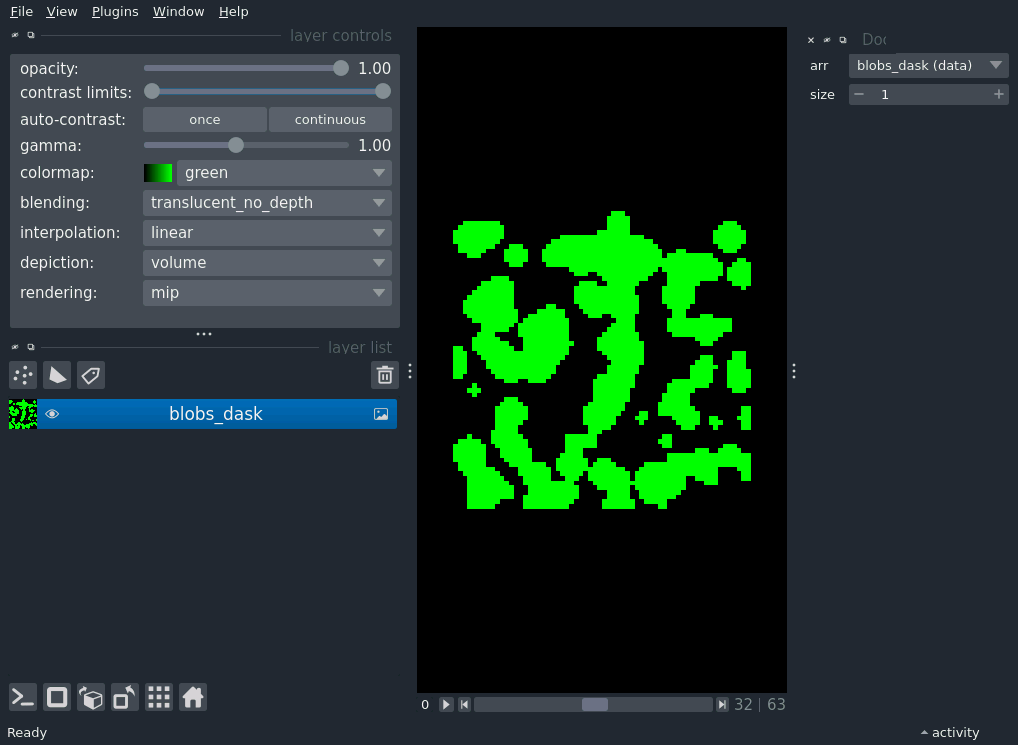 File View Plugins Window Help
layer controls
opacity: 1.00
contrast limits:
auto-contrast: once continuous
gamma: 1.00
colormap: green
blending: translucent_no_depth
interpolation: linear
depiction: volume
rendering: mip
layer list
blobs_dask
arr blobs_dask (data)
size 1
0 32 | 63
Ready
activity